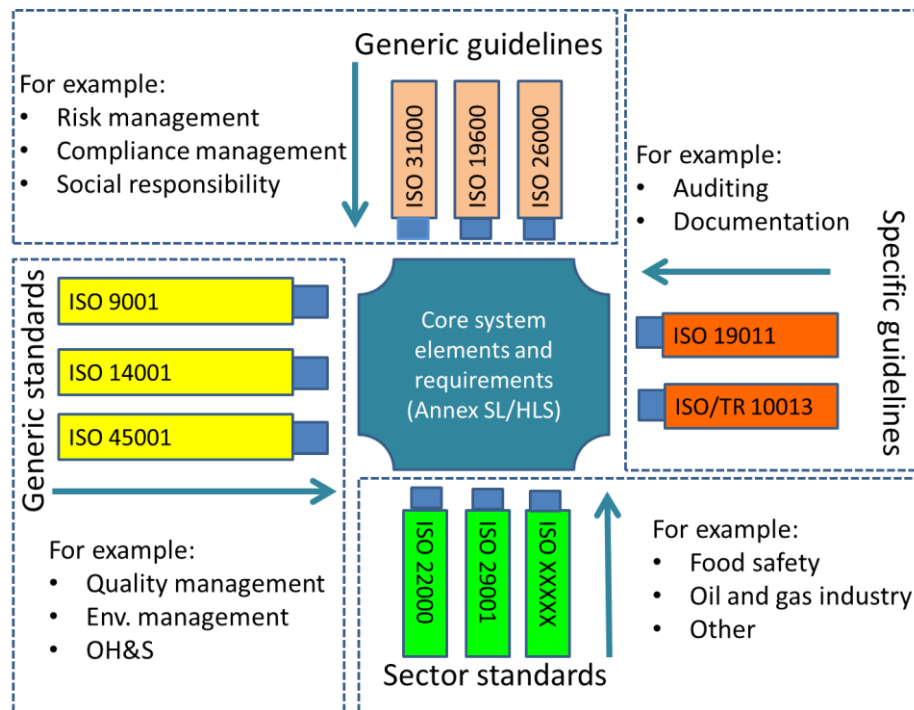 Generic guidelines
For example:
• Risk management
• Compliance management
• Social responsibility
ISO 31000
ISO 19600
ISO 26000
For example:
• Auditing
• Documentation
Specific guidelines
ISO 19011
ISO/TR 10013
Generic standards
ISO 9001
ISO 14001
ISO 45001
For example:
• Quality management
• Env. management
• OH&S
Core system
elements and
requirements
(Annex SL/HLS)
ISO 22000
ISO 29001
ISO XXXXX
Sector standards
For example:
• Food safety
• Oil and gas industry
• Other